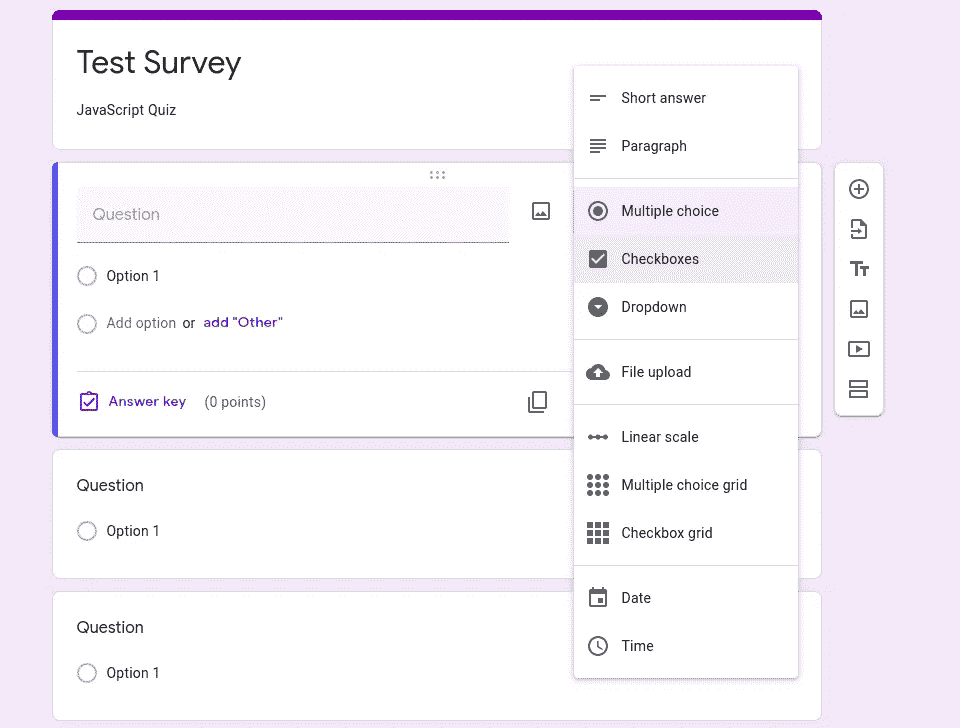 Test Survey
JavaScript Quiz
Question
Option 1
Add option or add "Other"
Answer key (0 points)
Short answer
Paragraph
Multiple choice
Checkboxes
Dropdown
File upload
Linear scale
Multiple choice grid
Checkbox grid
Date
Time
Question
Option 1
Question
Option 1